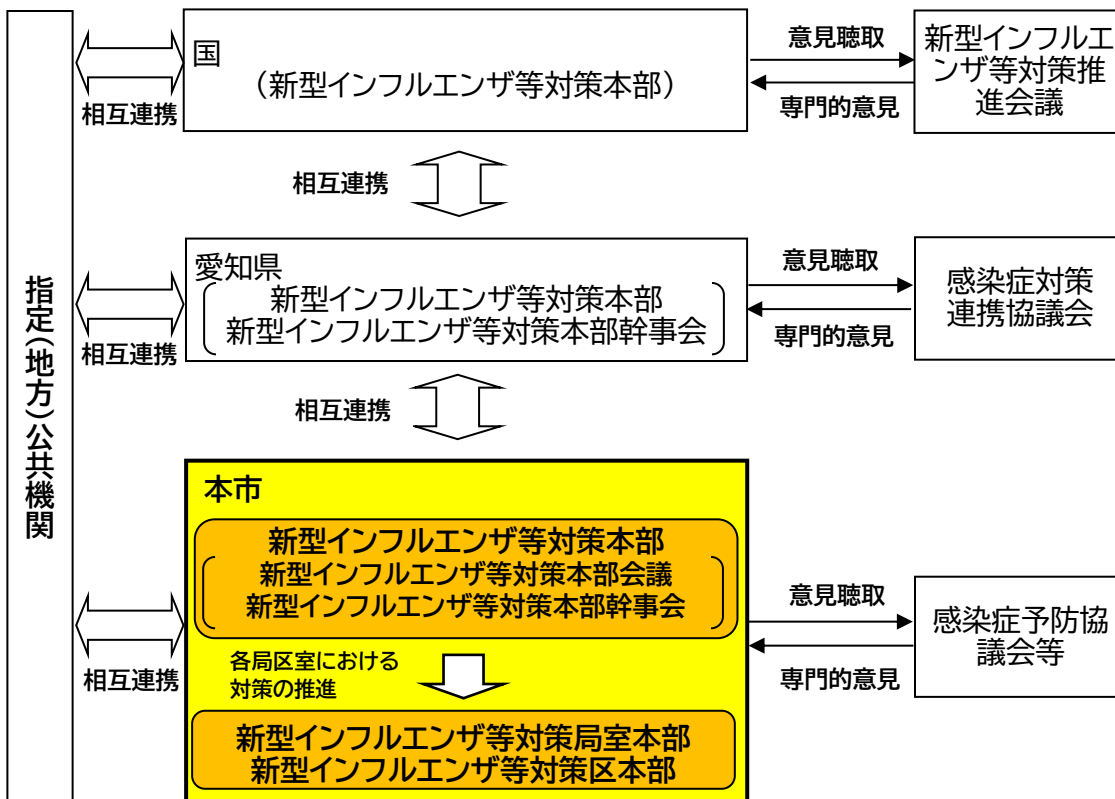 指定(地方)公共機関
相互連携
国
(新型インフルエンザ等対策本部)
意見聴取
専門的意見
新型インフルエ
ンザ等対策推
進会議
相互連携
相互連携
愛知県
新型インフルエンザ等対策本部
新型インフルエンザ等対策本部幹事会
意見聴取
専門的意見
感染症対策
連携協議会
相互連携
相互連携
本市
新型インフルエンザ等対策本部
新型インフルエンザ等対策本部会議
新型インフルエンザ等対策本部幹事会
各局区室における
対策の推進
新型インフルエンザ等対策局室本部
新型インフルエンザ等対策区本部
意見聴取
専門的意見
感染症予防協
議会等